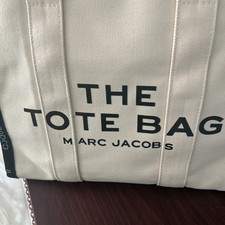 THE
TOTE BAG
MARC JACOBS